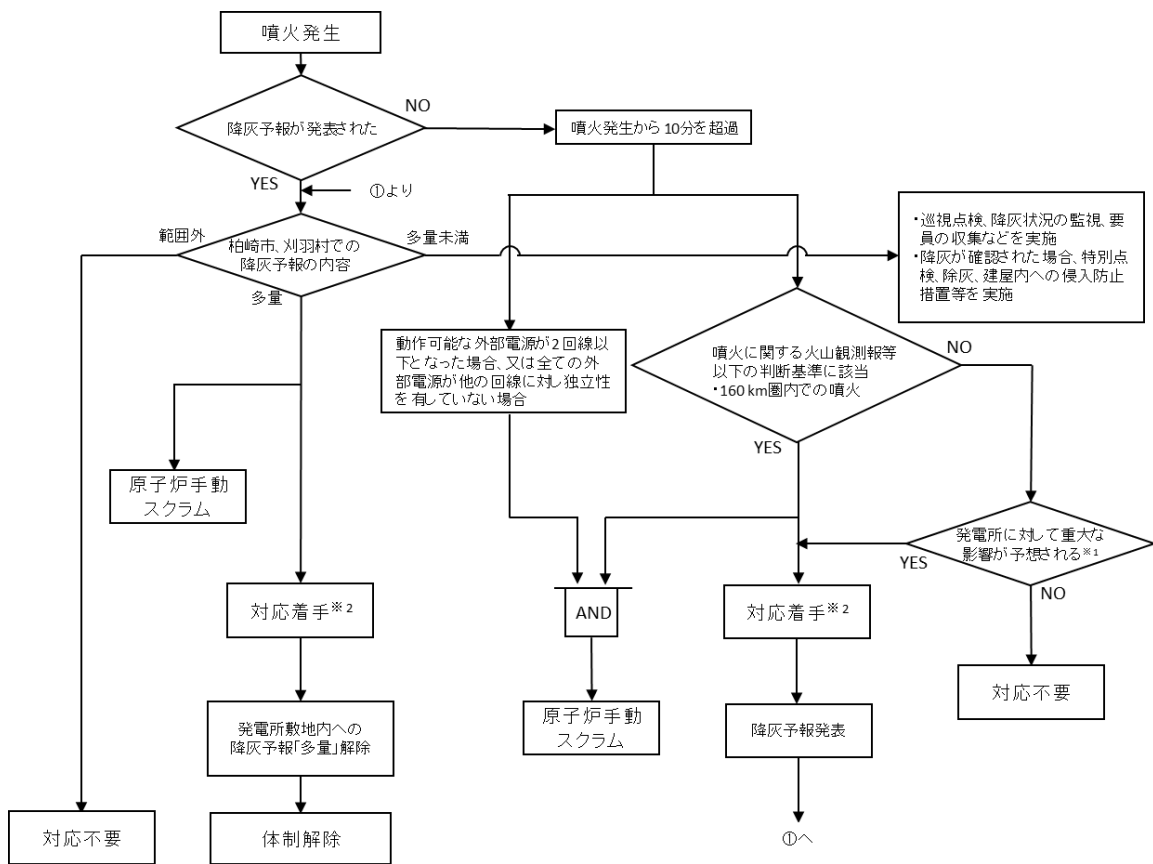 噴火発生
降灰予報が発表された
NO
YES
噴火発生から10分を超過
①より
範囲外
柏崎市、刈羽村での
降灰予報の内容
多量未満
多量
・巡視点検、降灰状況の監視、要
員の収集などを実施
・降灰が確認された場合、特別点
検、除灰、建屋内への侵入防止
措置等を実施
動作可能な外部電源が2回線以
下となった場合、又は全ての外
部電源が他の回線に対し独立性
を有していない場合
噴火に関する火山観測報等
以下の判断基準に該当
・160 km圏内での噴火
NO
YES
原子炉手動
スクラム
発電所に対して重大な
影響が予想される※1
YES
NO
対応着手※2
AND
対応着手※2
対応不要
発電所敷地内への
降灰予報「多量」解除
原子炉手動
スクラム
降灰予報発表
対応不要
体制解除
①へ